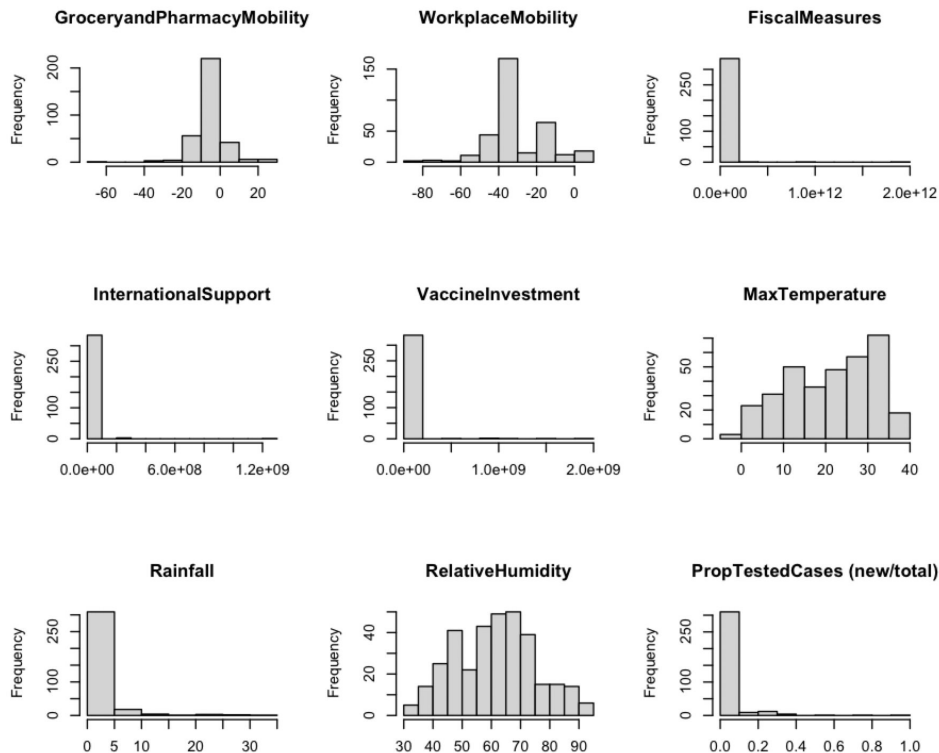 GroceryandPharmacyMobility
Frequency
0
100
200
-60 -40 -20 0 20
WorkplaceMobility
Frequency
0
50
150
-80 -60 -40 -20 0
FiscalMeasures
Frequency
0
100
250
0.0e+00 1.0e+12 2.0e+12
InternationalSupport
Frequency
0
100
250
0.0e+00 6.0e+08 1.2e+09
VaccineInvestment
Frequency
0
100
250
0.0e+00 1.0e+09 2.0e+09
MaxTemperature
Frequency
0
20
50
0 10 20 30 40
Rainfall
Frequency
0
100
250
0 5 10 20 30
RelativeHumidity
Frequency
0
20
40
30 40 50 60 70 80 90
PropTestedCases (new/total)
Frequency
0
100
250
0.0 0.2 0.4 0.6 0.8 1.0